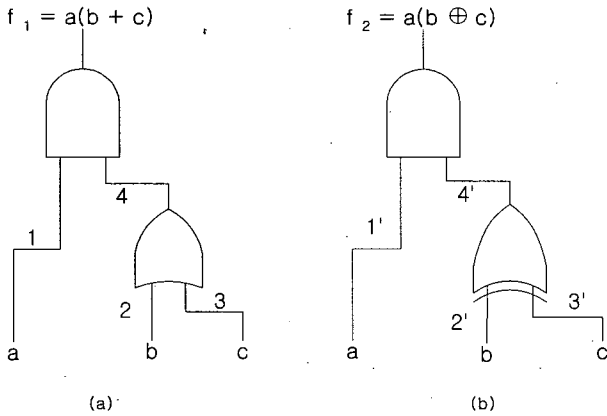 f 1 = a(b + c)
f 2 = a(b ⊕ c)
4
1
2
3
a
b
c
4'
1'
2'
3'
a
b
c
(a)
(b)